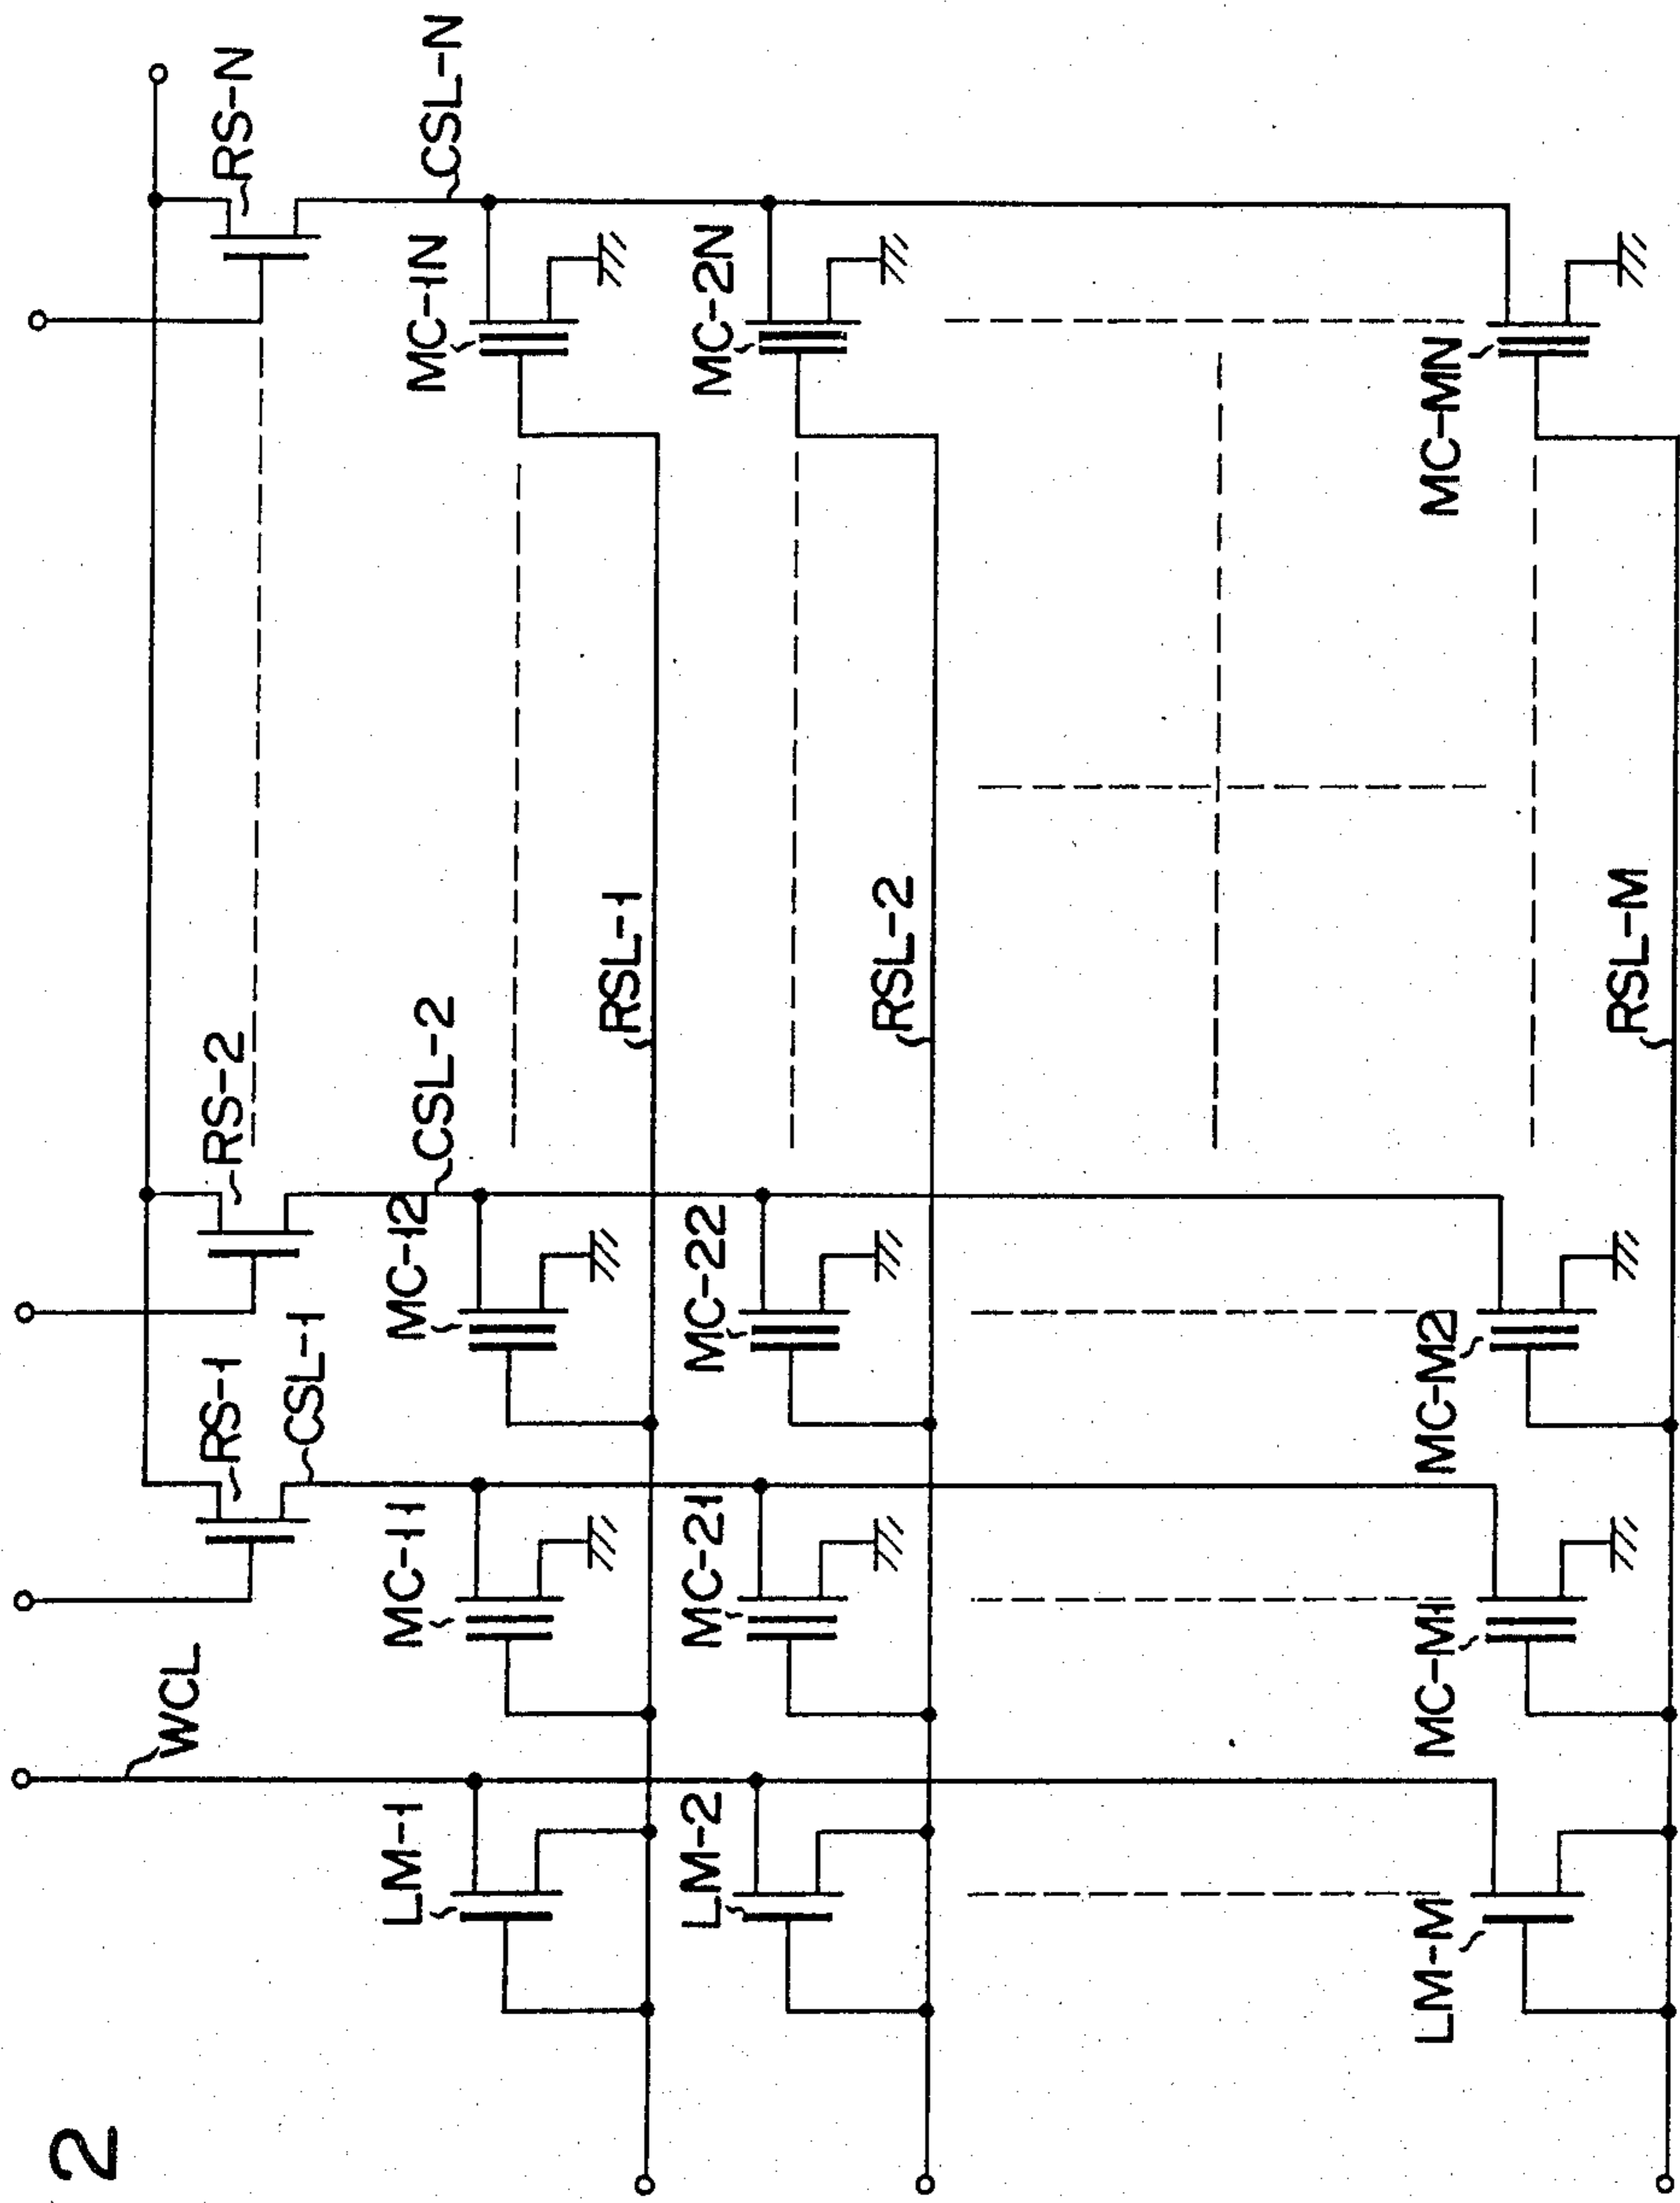 2
WCL
RS-1
CSL-1
RS-2
CSL-2
RS-N
CSL-N
LM-1
MC-11
MC-12
MC-1N
RSL-1
LM-2
MC-21
MC-22
MC-2N
RSL-2
LM-M
MC-M1
MC-M2
MC-MN
RSL-M